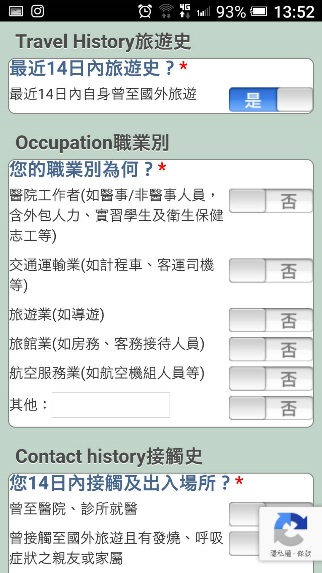 4G 93% 13:52
Travel History旅遊史
最近14日內旅遊史？*
最近14日內自身曾至國外旅遊 是
Occupation職業別
您的職業別為何？*
醫院工作者(如醫事/非醫事人員， 否
含外包人力、實習學生及衛生保健
志工等)
交通運輸業(如計程車、客運司機 否
等)
旅遊業(如導遊) 否
旅館業(如房務、客務接待人員) 否
航空服務業(如航空機組人員等) 否
其他： 否
Contact history接觸史
您14日內接觸及出入場所？*
曾至醫院、診所就醫
曾接觸至國外旅遊且有發燒、呼吸
症狀之親友或家屬
隱私權 - 條款